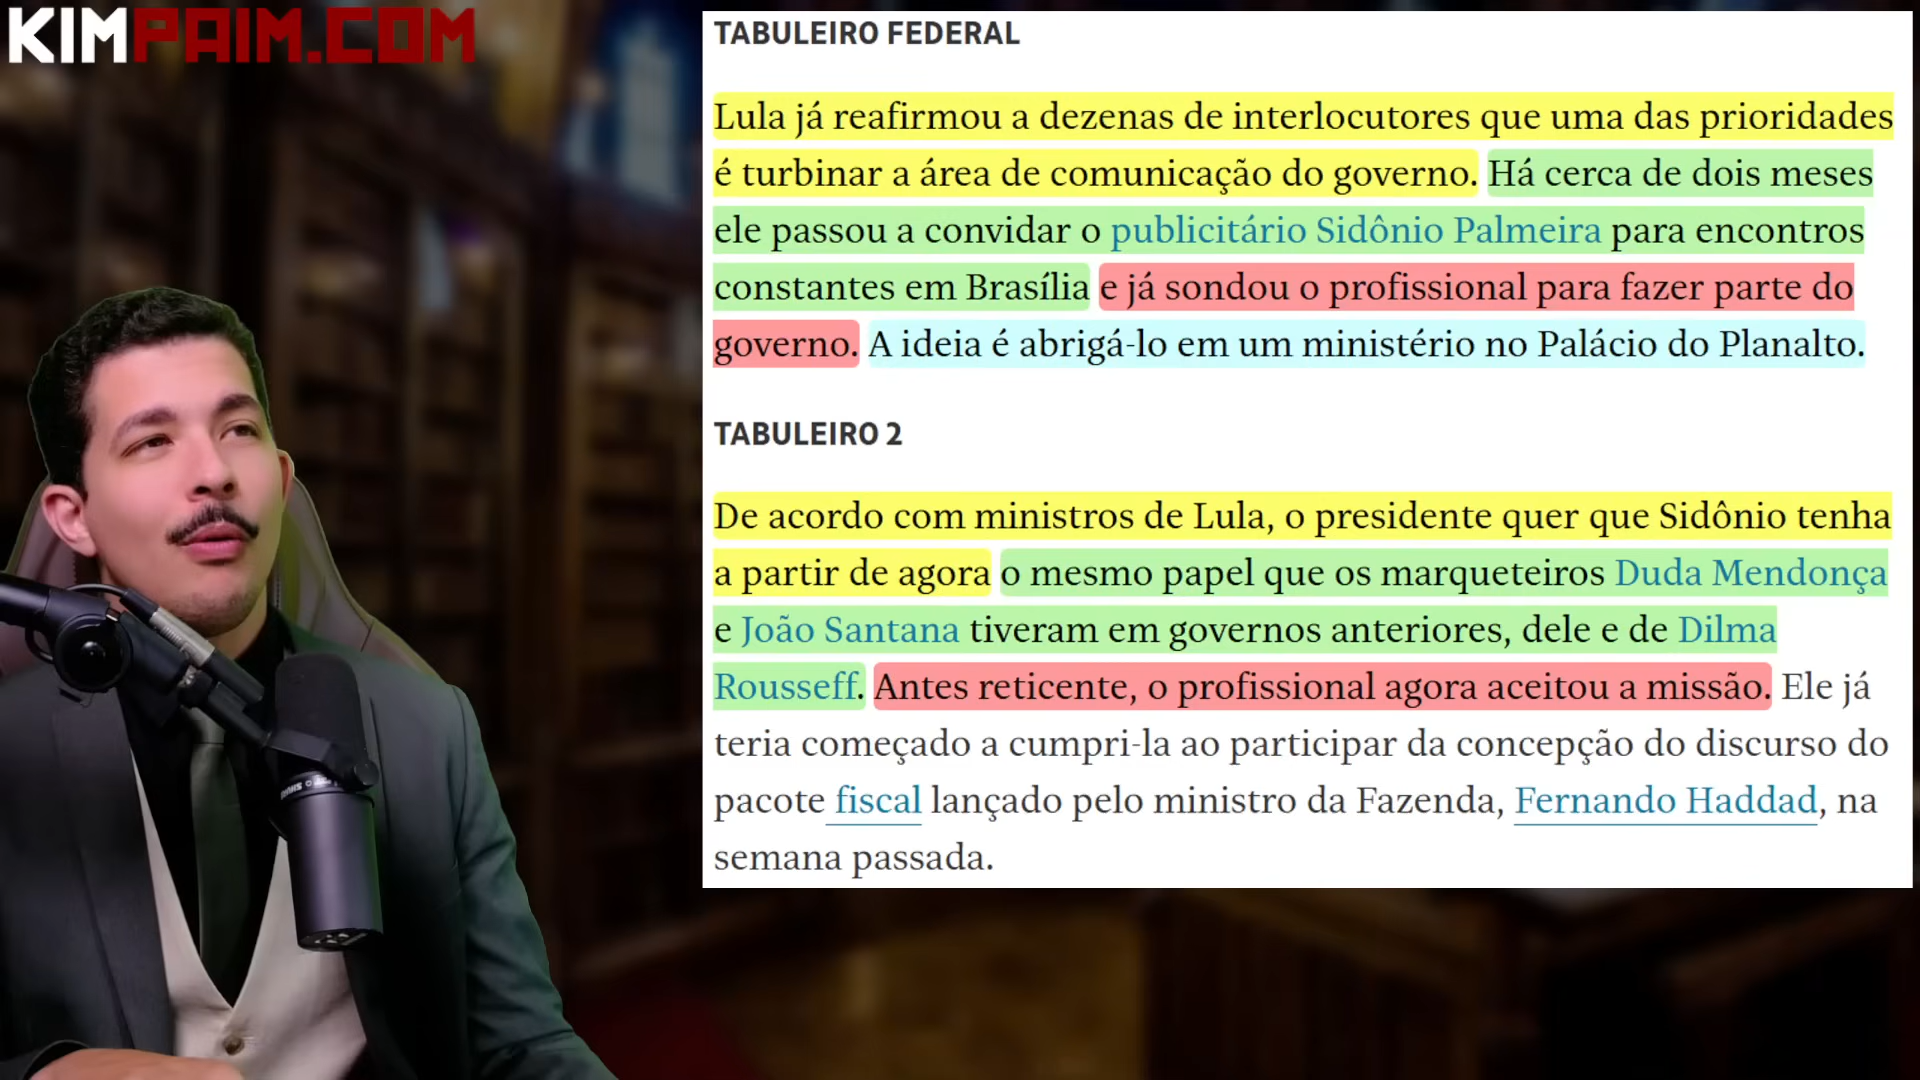 KIMPAIM.COM
TABULEIRO FEDERAL
Lula já reafirmou a dezenas de interlocutores que uma das prioridades
é turbinar a área de comunicação do governo. Há cerca de dois meses
ele passou a convidar o publicitário Sidônio Palmeira para encontros
constantes em Brasília e já sondou o profissional para fazer parte do
governo. A ideia é abrigá-lo em um ministério no Palácio do Planalto.
TABULEIRO 2
De acordo com ministros de Lula, o presidente quer que Sidônio tenha
a partir de agora o mesmo papel que os marqueteiros Duda Mendonça
e João Santana tiveram em governos anteriores, dele e de Dilma
Rousseff. Antes reticente, o profissional agora aceitou a missão. Ele já
teria começado a cumpri-la ao participar da concepção do discurso do
pacote fiscal lançado pelo ministro da Fazenda, Fernando Haddad, na
semana passada.